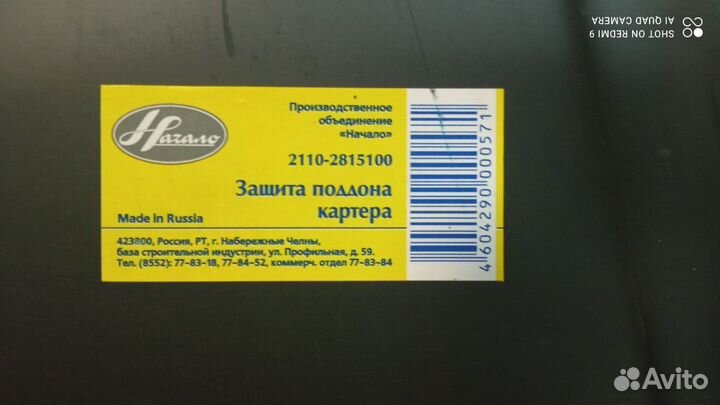 SHOT ON REDMI 9
AI QUAD CAMERA
Начало
Производственное
объединение
«Начало»
2110-2815100
Защита поддона
картера
Made in Russia
423800, Россия, РТ, г. Набережные Челны,
база строительной индустрии, ул. Профильная, д. 59.
Тел. (8552): 77-83-18, 77-84-52, коммерч. отдел 77-83-84
4 604290 000571
Avito